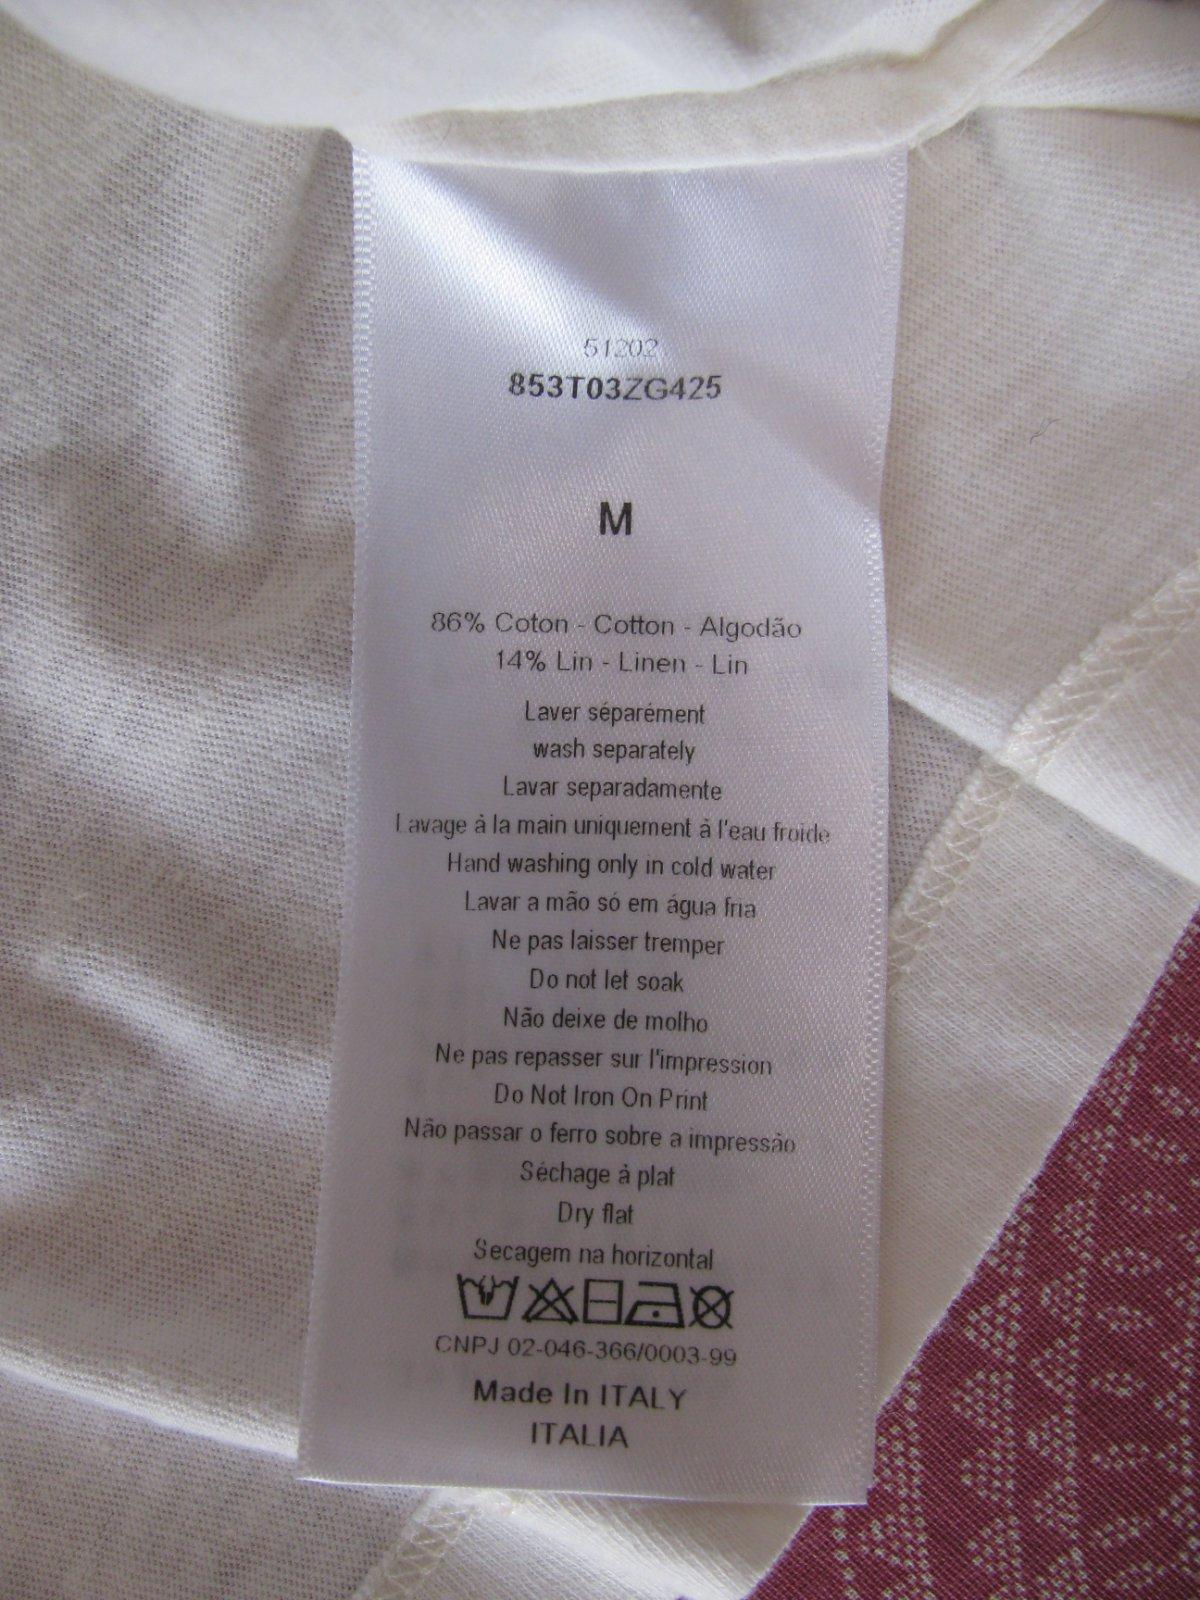 51202
853T03ZG425
M
86% Coton - Cotton - Algodão
14% Lin - Linen - Lin
Laver séparément
wash separately
Lavar separadamente
Lavage à la main uniquement à l'eau froide
Hand washing only in cold water
Lavar a mão só em água fria
Ne pas laisser tremper
Do not let soak
Não deixe de molho
Ne pas repasser sur l'impression
Do Not Iron On Print
Não passar o ferro sobre a impressão
Séchage à plat
Dry flat
Secagem na horizontal
CNPJ 02-046-366/0003-99
Made In ITALY
ITALIA